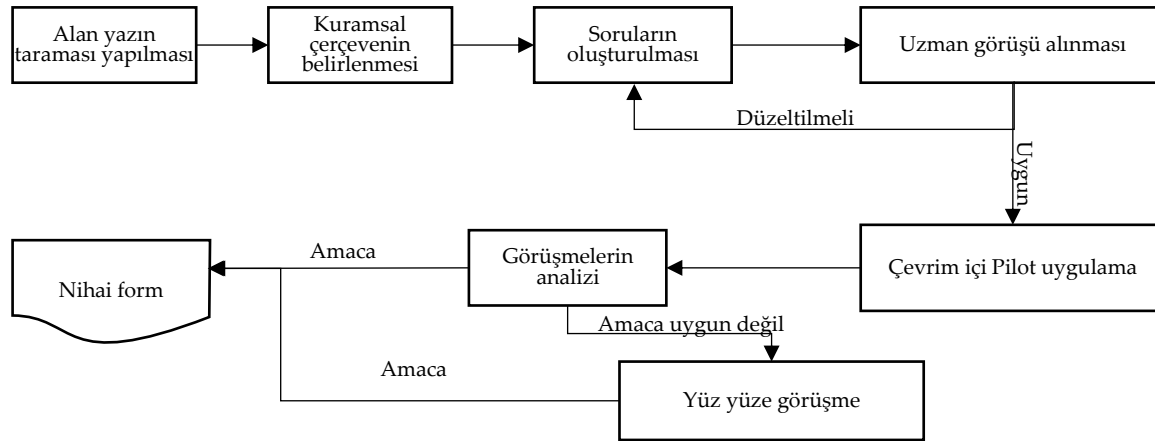 Alan yazın
taraması yapılması
Kuramsal
çerçevenin
belirlenmesi
Soruların
oluşturulması
Uzman görüşü alınması
Düzeltilmeli
Uygun
Çevrim içi Pilot uygulama
Görüşmelerin
analizi
Amaca
Nihai form
Amaca uygun değil
Yüz yüze görüşme
Amaca